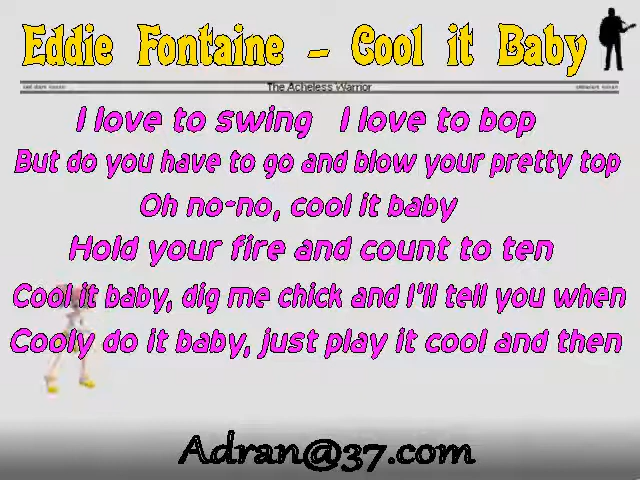 Eddie Fontaine - Cool it Baby
The Acheless Warrior
I love to swing I love to bop
But do you have to go and blow your pretty top
Oh no-no, cool it baby
Hold your fire and count to ten
Cool it baby, dig me chick and I'll tell you when
Cooly do it baby, just play it cool and then
Adran@37.com